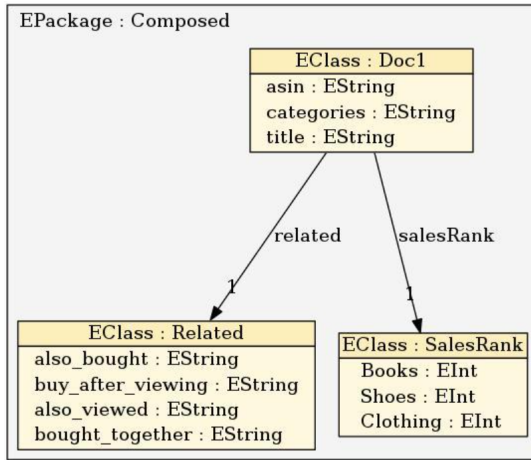 EPackage : Composed
EClass : Doc1
asin : EString
categories : EString
title : EString
related
salesRank
1
1
EClass : Related
also_bought : EString
buy_after_viewing : EString
also_viewed : EString
bought_together : EString
EClass : SalesRank
Books : EInt
Shoes : EInt
Clothing : EInt